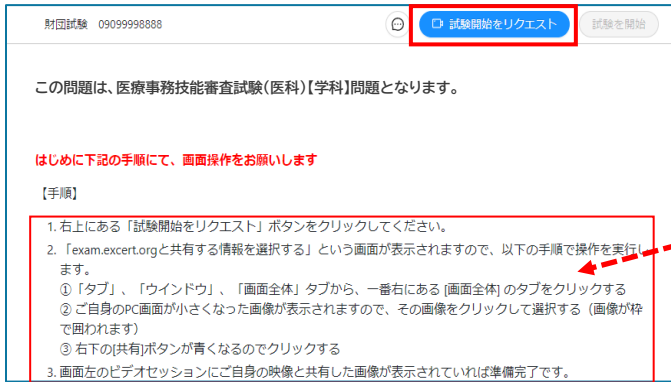 財団試験 09099998888
試験開始をリクエスト
試験を開始
この問題は、医療事務技能審査試験（医科）【学科】問題となります。
はじめに下記の手順にて、画面操作をお願いします
【手順】
1. 右上にある「試験開始をリクエスト」ボタンをクリックしてください。
2. 「exam.excert.orgと共有する情報を選択する」という画面が表示されますので、以下の手順で操作を実行し
ます。
①「タブ」、「ウインドウ」、「画面全体」タブから、一番右にある [画面全体] のタブをクリックする
② ご自身のPC画面が小さくなった画像が表示されますので、その画像をクリックして選択する（画像が枠
で囲われます）
③ 右下の[共有]ボタンが青くなるのでクリックする
3. 画面左のビデオセッションにご自身の映像と共有した画像が表示されていれば準備完了です。